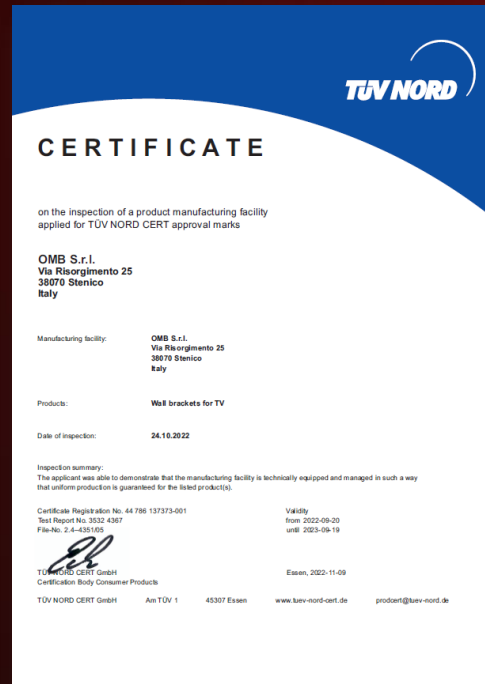 TÜV NORD
CERTIFICATE
on the inspection of a product manufacturing facility
applied for TÜV NORD CERT approval marks
OMB S.r.l.
Via Risorgimento 25
38070 Stenico
Italy
Manufacturing facility: OMB S.r.l.
Via Risorgimento 25
38070 Stenico
Italy
Products: Wall brackets for TV
Date of inspection: 24.10.2022
Inspection summary:
The applicant was able to demonstrate that the manufacturing facility is technically equipped and managed in such a way
that uniform production is guaranteed for the listed product(s).
Certificate Registration No. 44 786 137373-001 Validity
Test Report No. 3532 4367 from 2022-09-20
File-No. 2.4-4351/05 until 2023-09-19
TÜV NORD CERT GmbH Essen, 2022-11-09
Certification Body Consumer Products
TÜV NORD CERT GmbH Am TÜV 1 45307 Essen www.tuev-nord-cert.de prodcert@tuev-nord.de